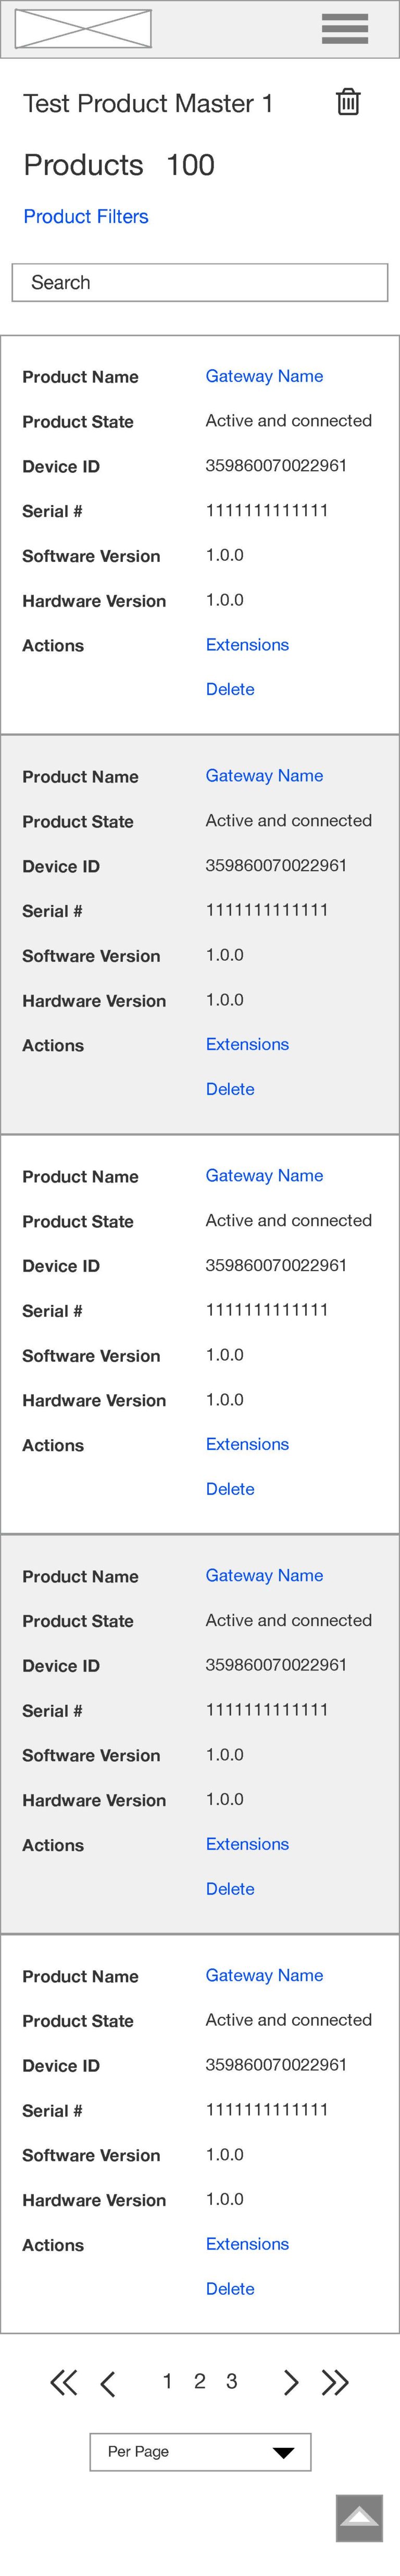 Test Product Master 1
Products 100
Product Filters
Search
Product Name Gateway Name
Product State Active and connected
Device ID 359860070022961
Serial # 1111111111111
Software Version 1.0.0
Hardware Version 1.0.0
Actions Extensions
Delete
Product Name Gateway Name
Product State Active and connected
Device ID 359860070022961
Serial # 1111111111111
Software Version 1.0.0
Hardware Version 1.0.0
Actions Extensions
Delete
Product Name Gateway Name
Product State Active and connected
Device ID 359860070022961
Serial # 1111111111111
Software Version 1.0.0
Hardware Version 1.0.0
Actions Extensions
Delete
Product Name Gateway Name
Product State Active and connected
Device ID 359860070022961
Serial # 1111111111111
Software Version 1.0.0
Hardware Version 1.0.0
Actions Extensions
Delete
Product Name Gateway Name
Product State Active and connected
Device ID 359860070022961
Serial # 1111111111111
Software Version 1.0.0
Hardware Version 1.0.0
Actions Extensions
Delete
1 2 3
Per Page